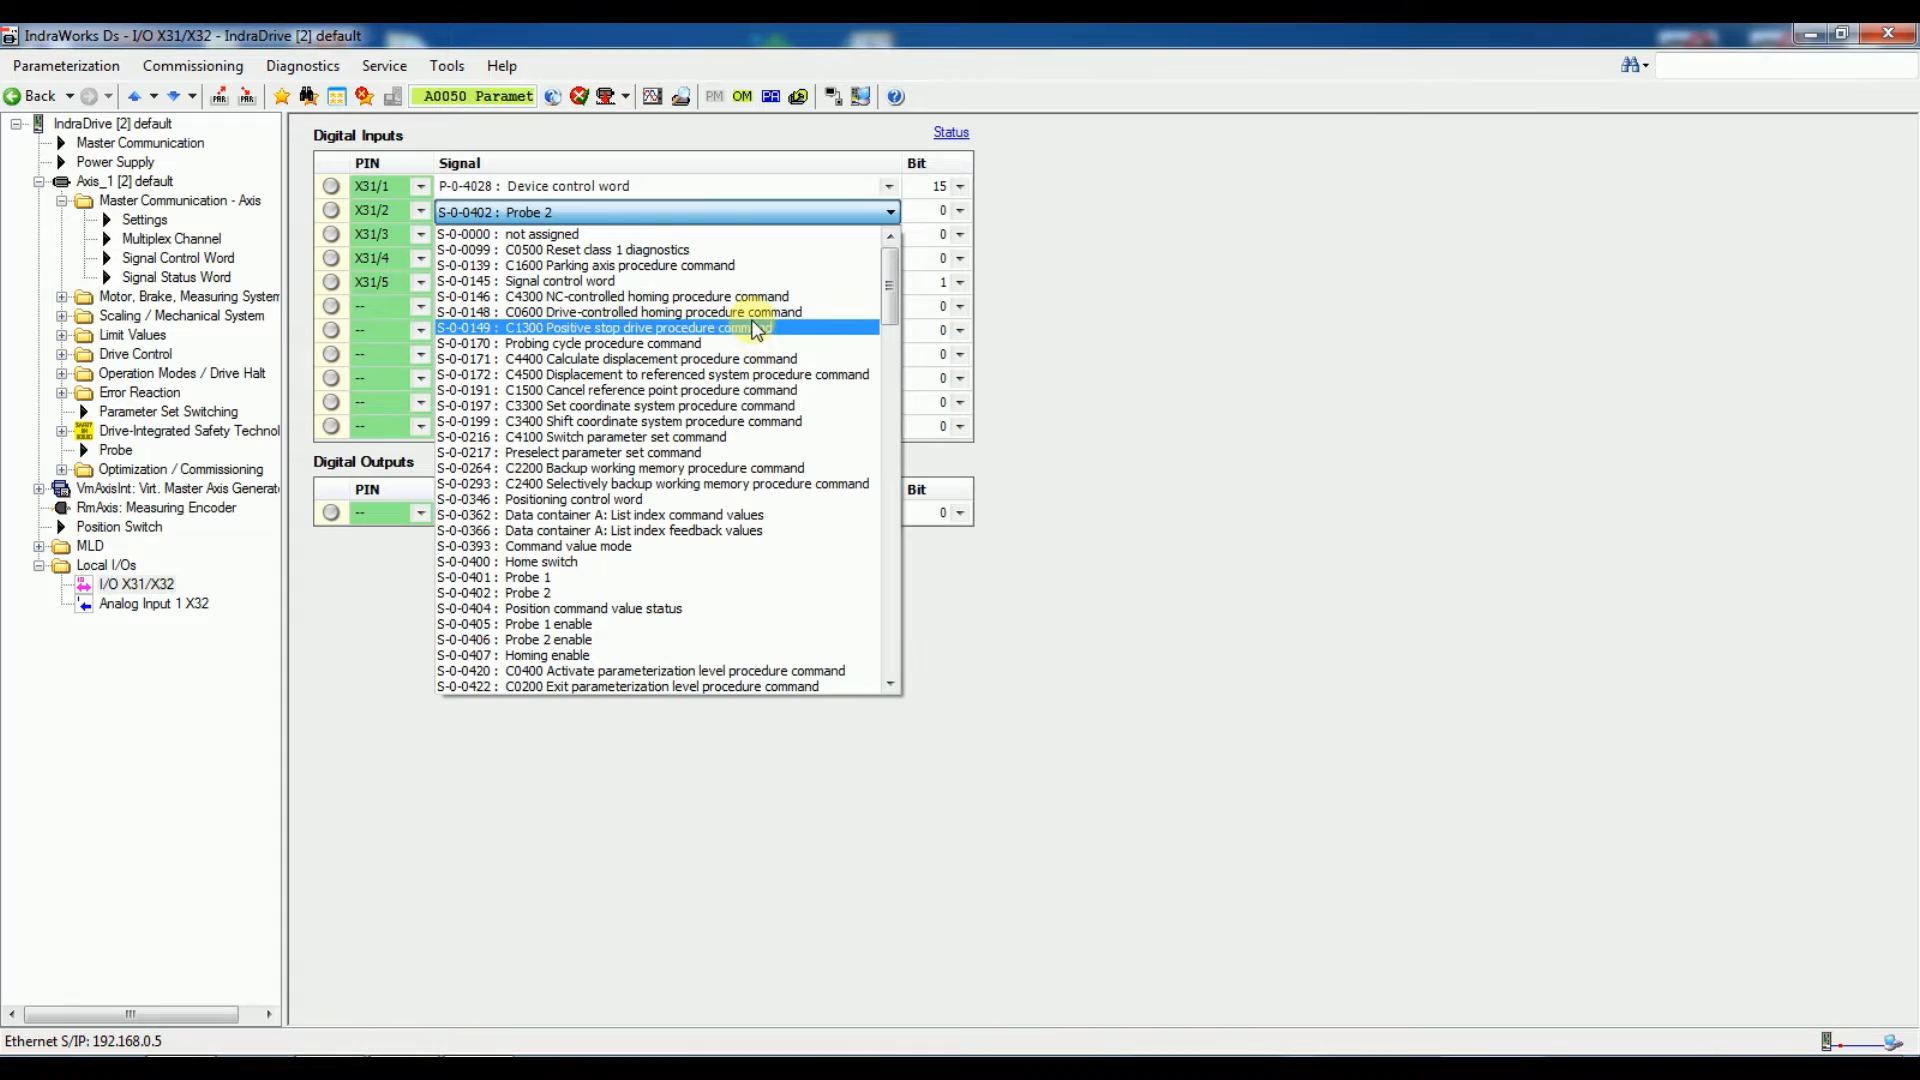 IndraWorks Ds - I/O X31/X32 - IndraDrive [2] default
Parameterization Commissioning Diagnostics Service Tools Help
Back A0050 Paramet PM OM
IndraDrive [2] default
Master Communication
Power Supply
Axis_1 [2] default
Master Communication - Axis
Settings
Multiplex Channel
Signal Control Word
Signal Status Word
Motor, Brake, Measuring System
Scaling / Mechanical System
Limit Values
Drive Control
Operation Modes / Drive Halt
Error Reaction
Parameter Set Switching
Drive-Integrated Safety Technol
Probe
Optimization / Commissioning
VmAxisInt: Virt. Master Axis Generato
RmAxis: Measuring Encoder
Position Switch
MLD
Local I/Os
I/O X31/X32
Analog Input 1 X32
Digital Inputs Status
PIN Signal Bit
X31/1 P-0-4028 : Device control word 15
X31/2 S-0-0402 : Probe 2 0
X31/3 0
X31/4 0
X31/5 1
-- 0
-- 0
-- 0
-- 0
-- 0
-- 0
S-0-0000 : not assigned
S-0-0099 : C0500 Reset class 1 diagnostics
S-0-0139 : C1600 Parking axis procedure command
S-0-0145 : Signal control word
S-0-0146 : C4300 NC-controlled homing procedure command
S-0-0148 : C0600 Drive-controlled homing procedure command
S-0-0149 : C1300 Positive stop drive procedure command
S-0-0170 : Probing cycle procedure command
S-0-0171 : C4400 Calculate displacement procedure command
S-0-0172 : C4500 Displacement to referenced system procedure command
S-0-0191 : C1500 Cancel reference point procedure command
S-0-0197 : C3300 Set coordinate system procedure command
S-0-0199 : C3400 Shift coordinate system procedure command
S-0-0216 : C4100 Switch parameter set command
S-0-0217 : Preselect parameter set command
S-0-0264 : C2200 Backup working memory procedure command
S-0-0293 : C2400 Selectively backup working memory procedure command
S-0-0346 : Positioning control word
S-0-0362 : Data container A: List index command values
S-0-0366 : Data container A: List index feedback values
S-0-0393 : Command value mode
S-0-0400 : Home switch
S-0-0401 : Probe 1
S-0-0402 : Probe 2
S-0-0404 : Position command value status
S-0-0405 : Probe 1 enable
S-0-0406 : Probe 2 enable
S-0-0407 : Homing enable
S-0-0420 : C0400 Activate parameterization level procedure command
S-0-0422 : C0200 Exit parameterization level procedure command
Digital Outputs
PIN Bit
-- 0
Ethernet S/IP: 192.168.0.5